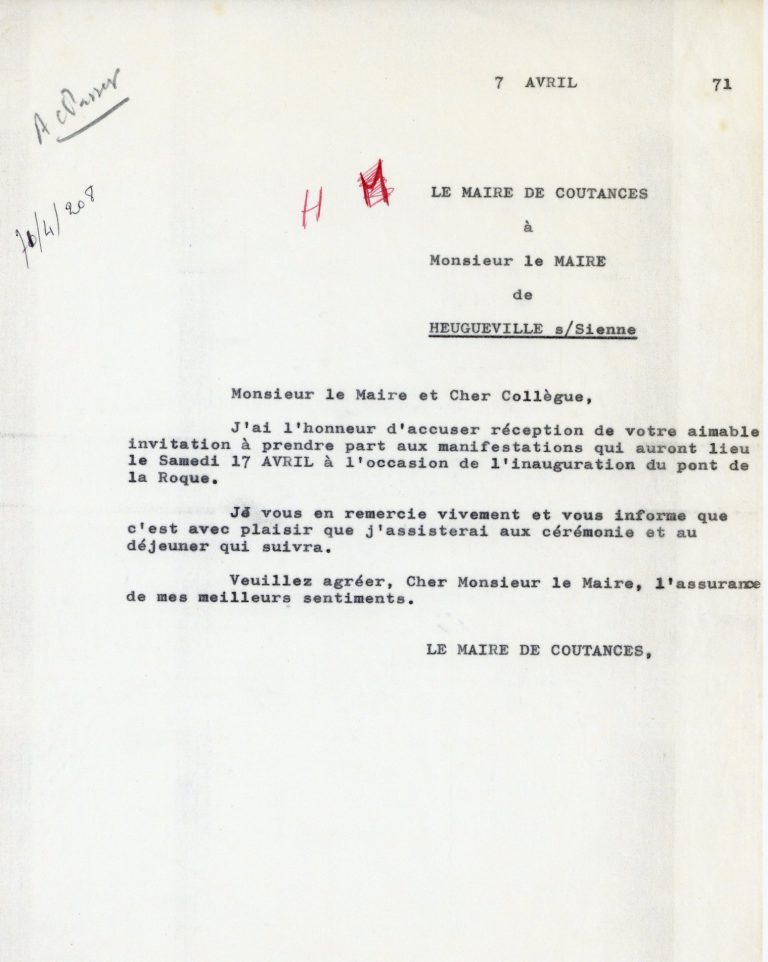 7 AVRIL 71
A classer
H M
LE MAIRE DE COUTANCES
à
Monsieur le MAIRE
de
HEUGUEVILLE s/Sienne
Monsieur le Maire et Cher Collègue,
J'ai l'honneur d'accuser réception de votre aimable
invitation à prendre part aux manifestations qui auront lieu
le Samedi 17 AVRIL à l'occasion de l'inauguration du pont de
la Roque.
Je vous en remercie vivement et vous informe que
c'est avec plaisir que j'assisterai aux cérémonie et au
déjeuner qui suivra.
Veuillez agréer, Cher Monsieur le Maire, l'assurance
de mes meilleurs sentiments.
LE MAIRE DE COUTANCES,